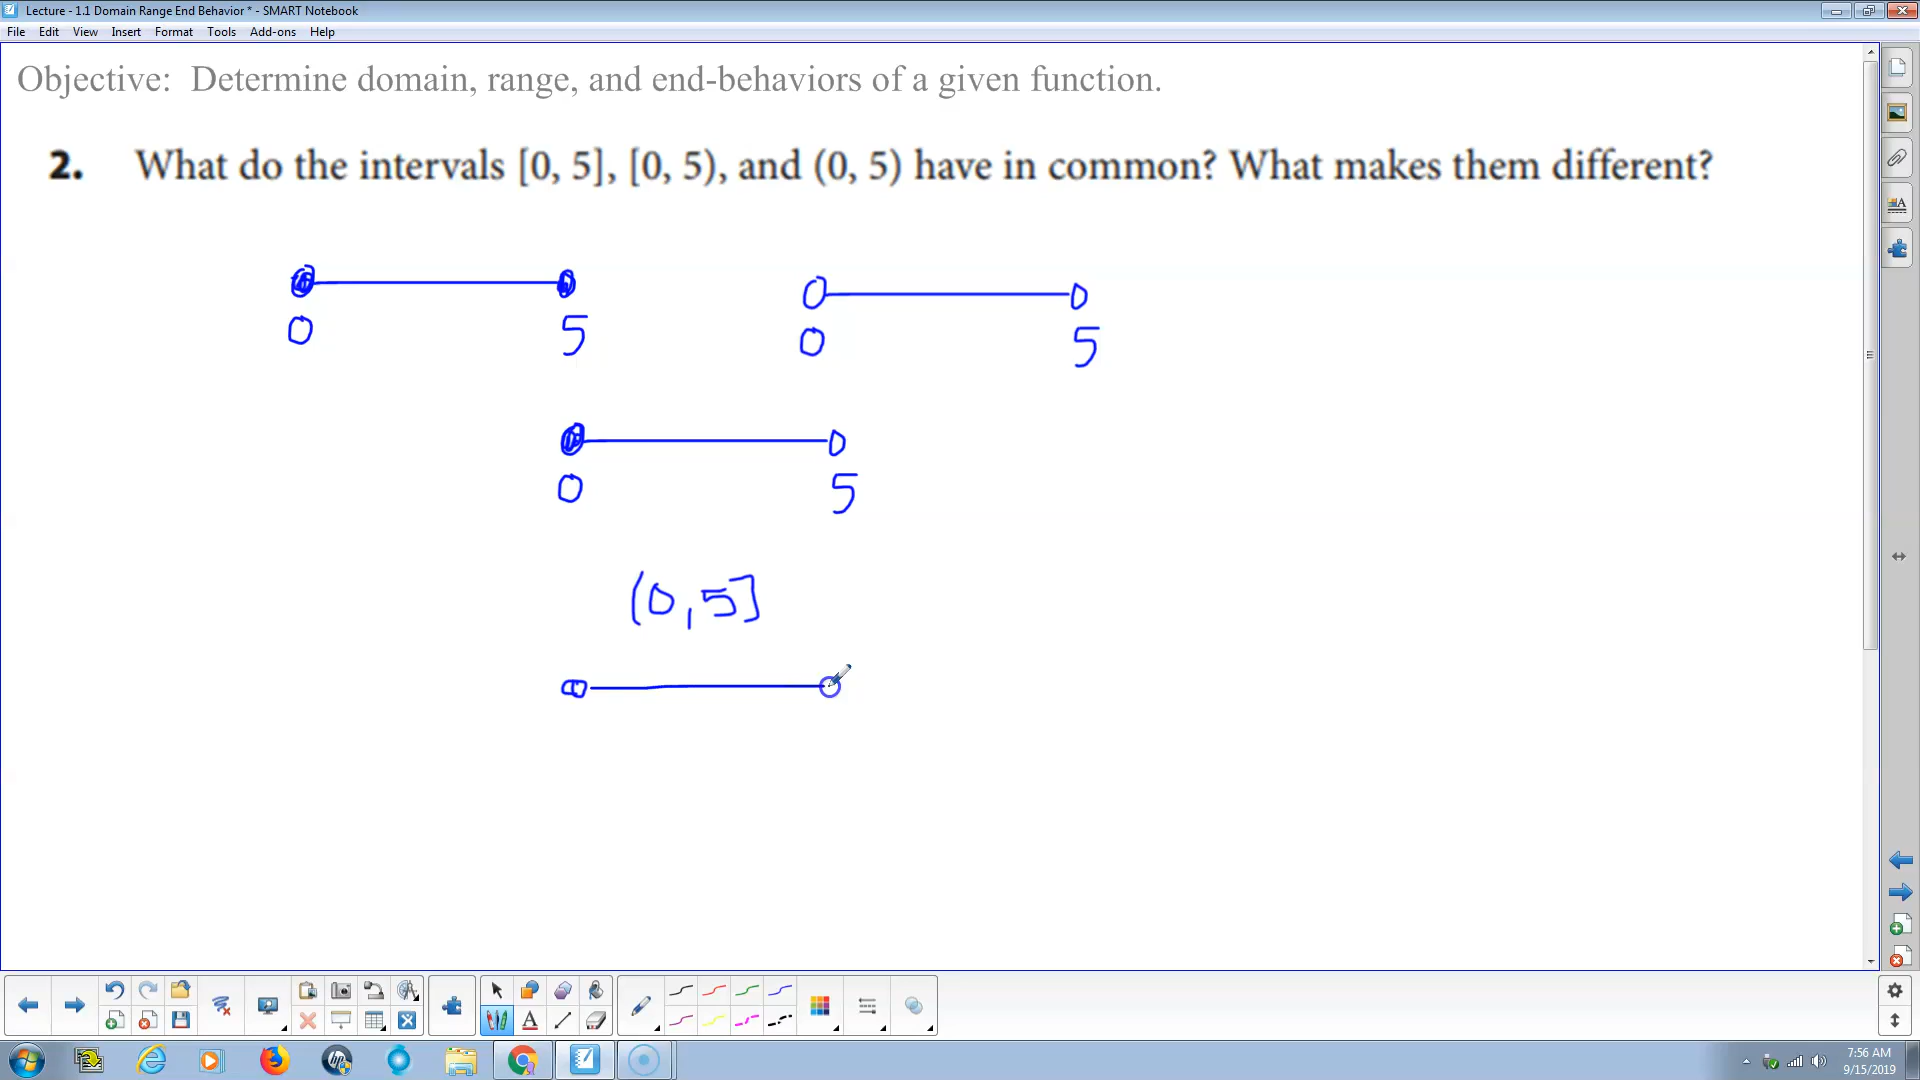 Lecture - 1.1 Domain Range End Behavior * - SMART Notebook
File Edit View Insert Format Tools Add-ons Help
Objective: Determine domain, range, and end-behaviors of a given function.
2. What do the intervals [0, 5], [0, 5), and (0, 5) have in common? What makes them different?
0 5 0 5
0 5
(0,5]
7:56 AM
9/15/2019